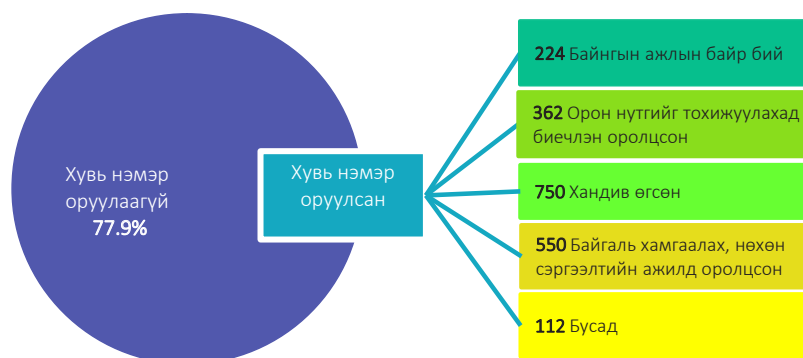 Хувь нэмэр
оруулаагүй
77.9%
Хувь нэмэр
оруулсан
224 Байнгын ажлын байр бий
362 Орон нутгийг тохижуулахад
биечлэн оролцсон
750 Хандив өгсөн
550 Байгаль хамгаалах, нөхөн
сэргээлтийн ажилд оролцсон
112 Бусад